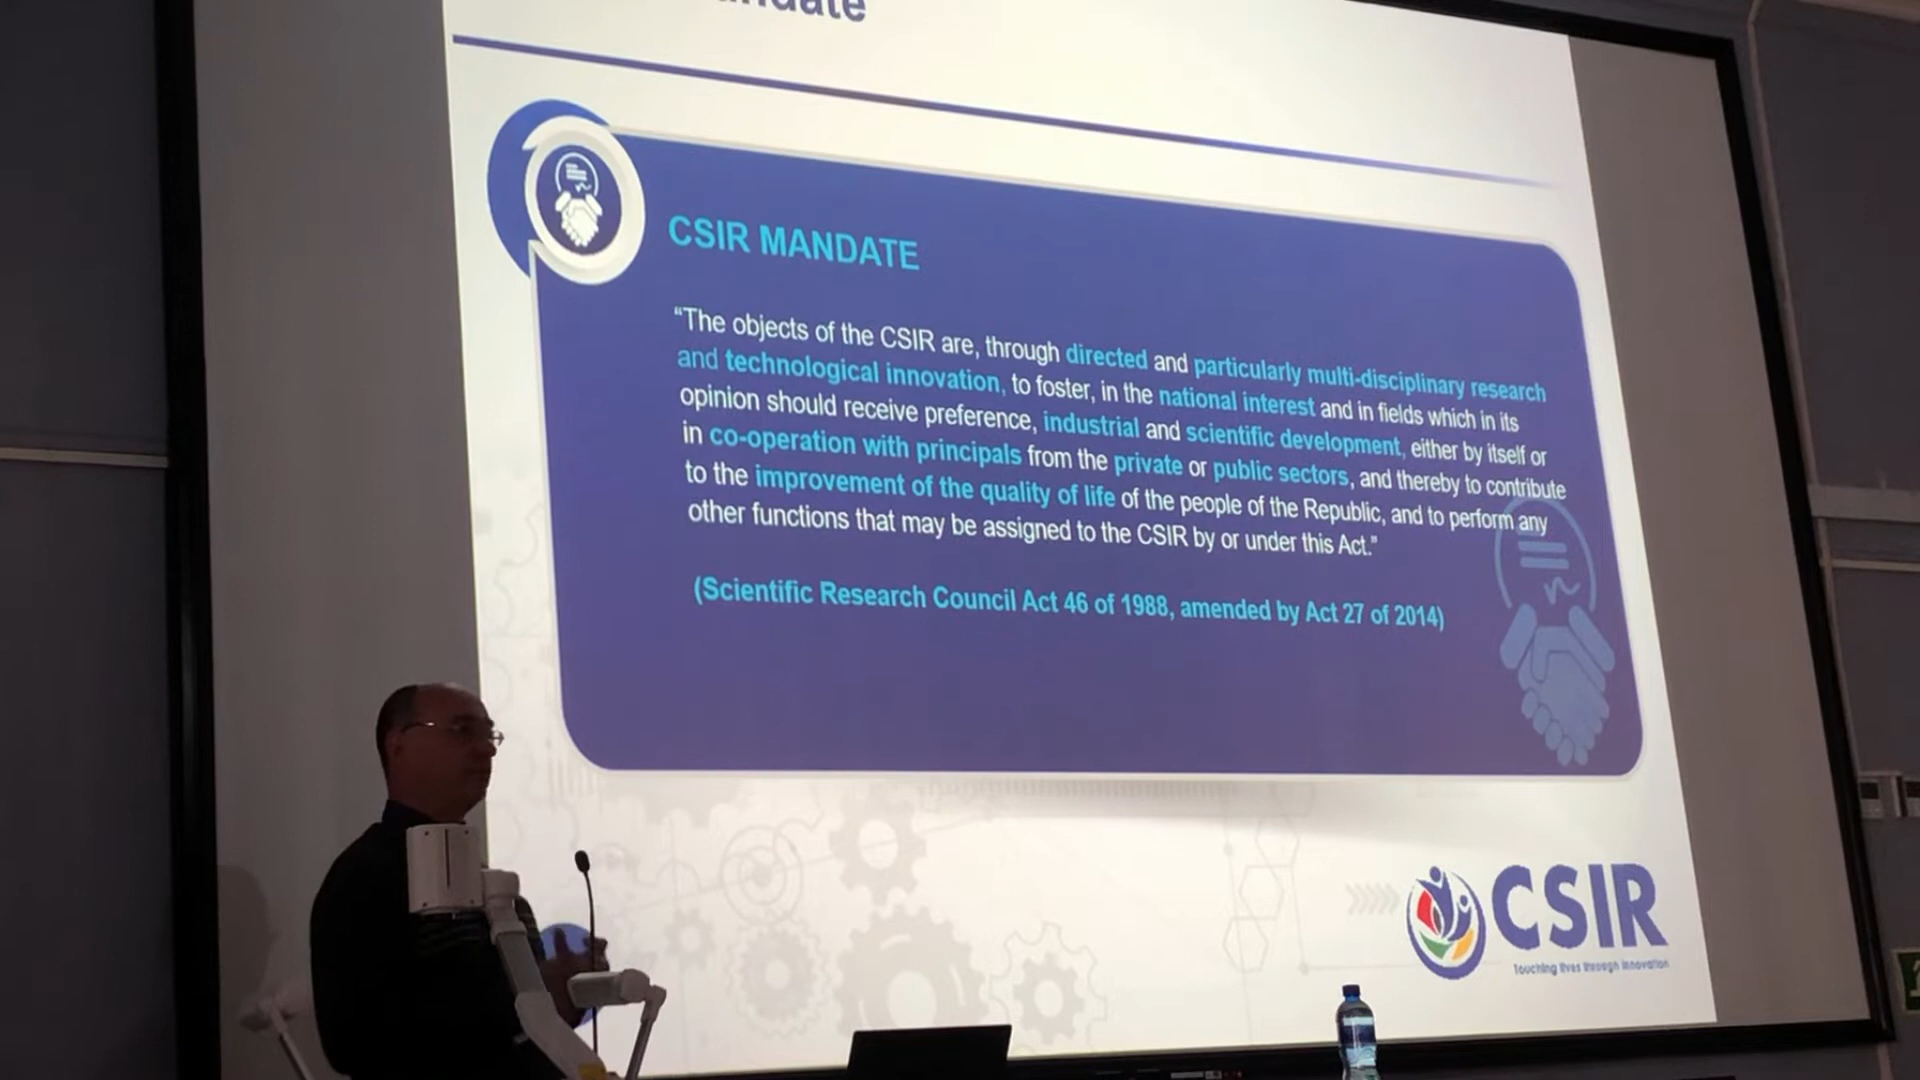 CSIR MANDATE
“The objects of the CSIR are, through directed and particularly multi-disciplinary research
and technological innovation, to foster, in the national interest and in fields which in its
opinion should receive preference, industrial and scientific development, either by itself or
in co-operation with principals from the private or public sectors, and thereby to contribute
to the improvement of the quality of life of the people of the Republic, and to perform any
other functions that may be assigned to the CSIR by or under this Act.”
(Scientific Research Council Act 46 of 1988, amended by Act 27 of 2014)
CSIR
Touching lives through innovation